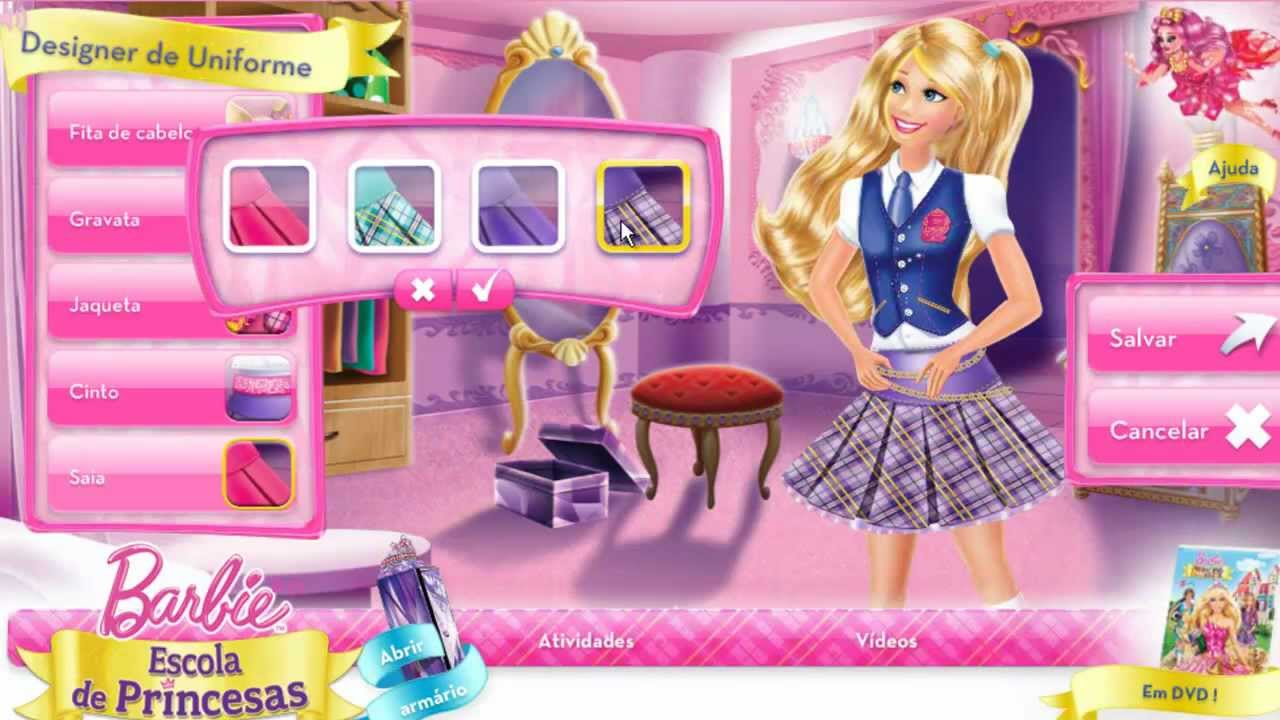 Designer de Uniforme
Fita de cabelo
Gravata
Jaqueta
Cinto
Saia
Ajuda
Salvar
Cancelar
Barbie
Escola
de Princesas
Abrir
armário
Atividades
Vídeos
Em DVD !